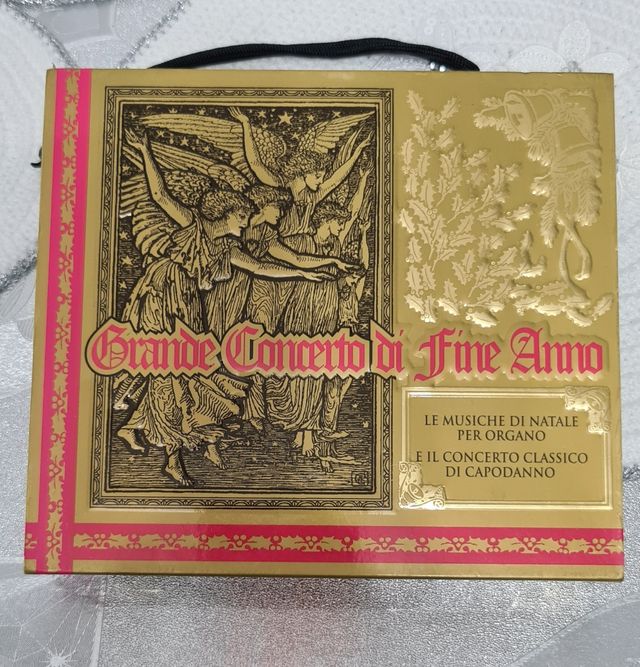 Grande Concerto di Fine Anno
LE MUSICHE DI NATALE
PER ORGANO
E IL CONCERTO CLASSICO
DI CAPODANNO